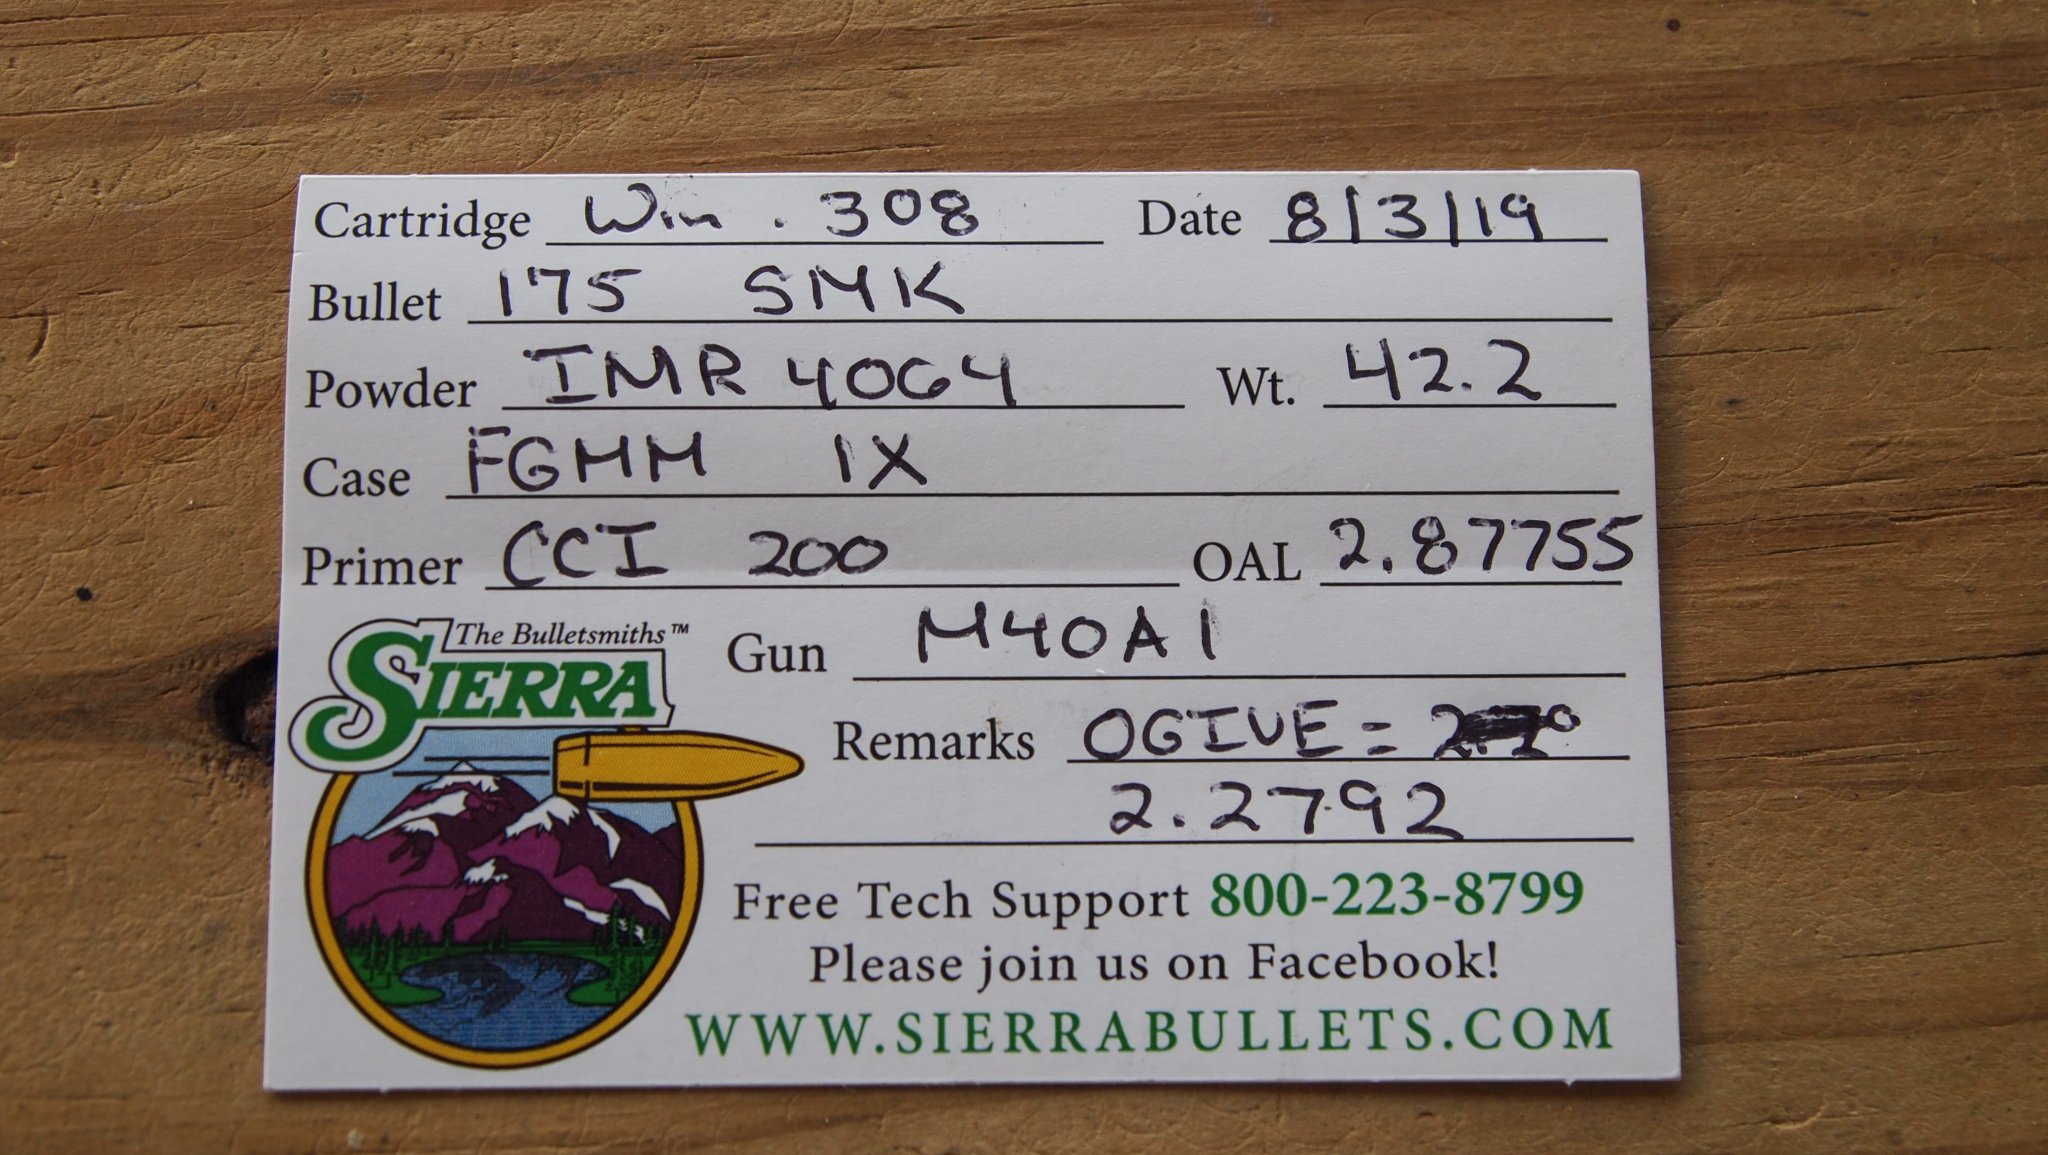 Cartridge Win .308 Date 8/3/19
Bullet 175 SMK
Powder IMR 4064 Wt. 42.2
Case FGMM 1X
Primer CCI 200 OAL 2.87755
The Bulletsmiths™
SIERRA
Gun M40A1
Remarks OGIVE =
2.2792
Free Tech Support 800-223-8799
Please join us on Facebook!
WWW.SIERRABULLETS.COM